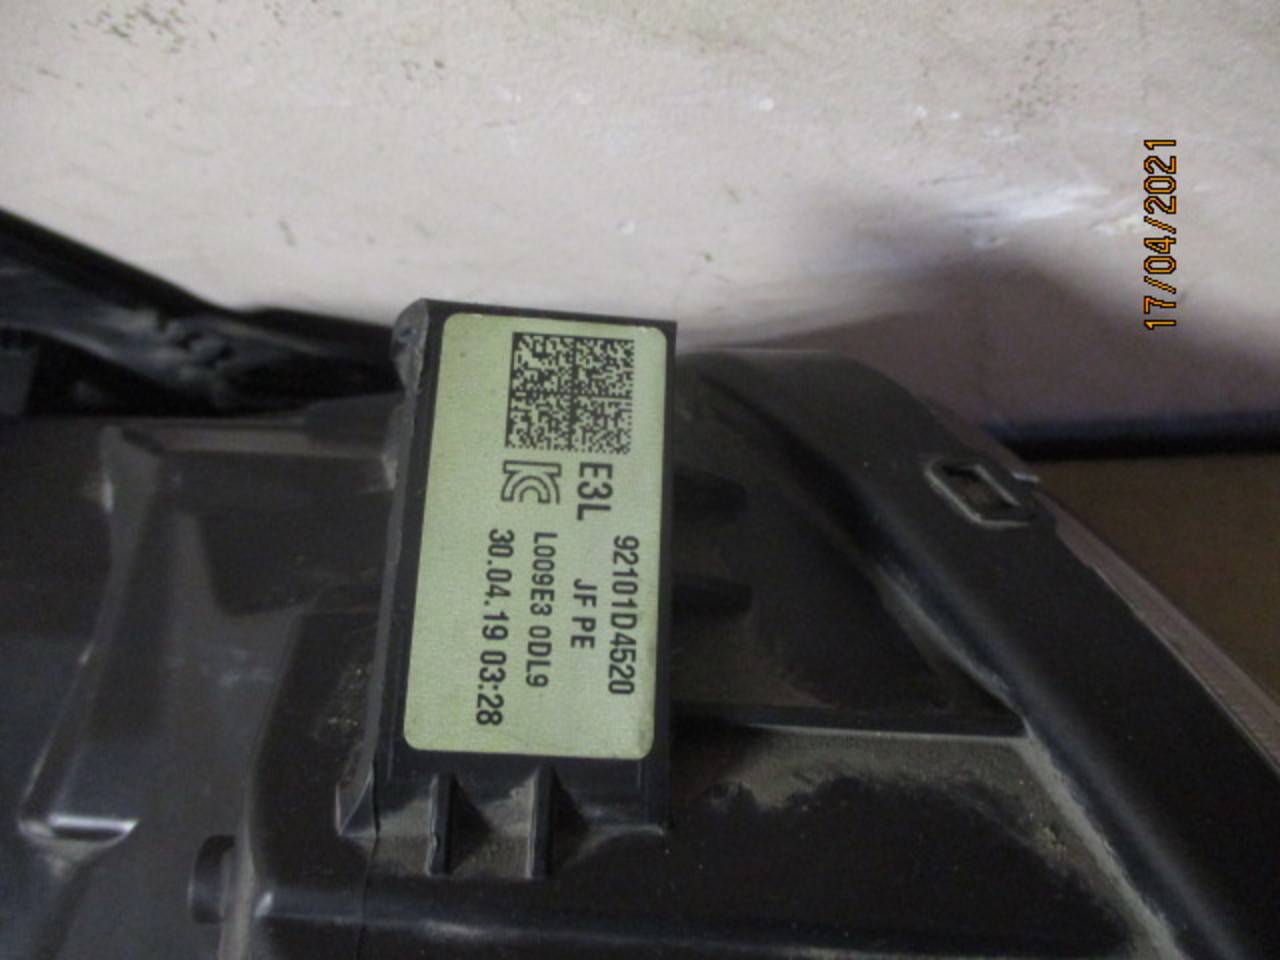 92101D4520
E3L JF PE
L009E3 0DL9
30.04.19 03:28
17/04/2021